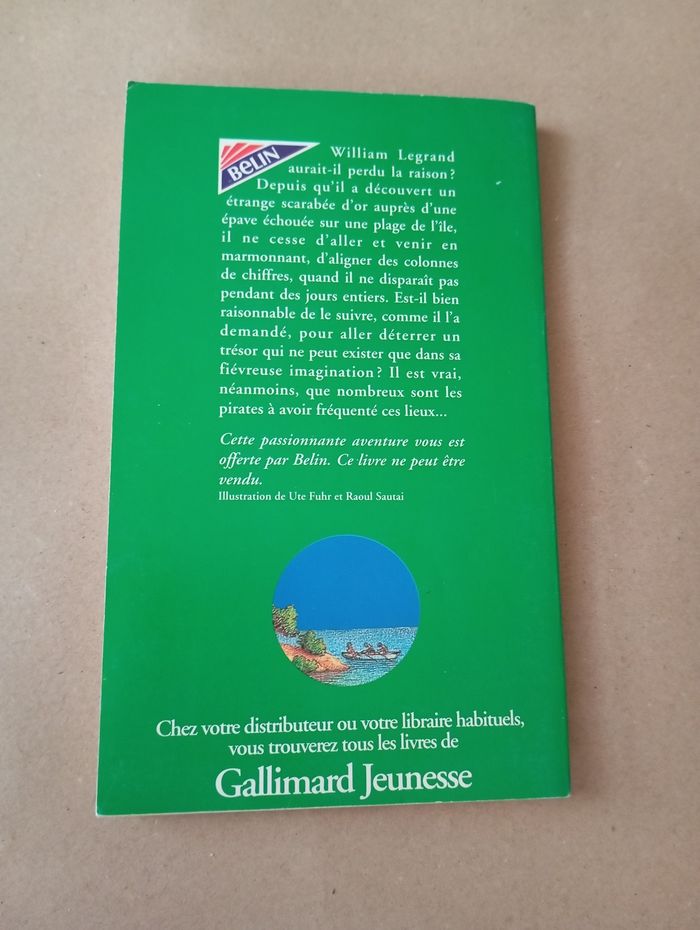 BELIN
William Legrand
aurait-il perdu la raison ?
Depuis qu'il a découvert un
étrange scarabée d'or auprès d'une
épave échouée sur une plage de l'île,
il ne cesse d'aller et venir en
marmonnant, d'aligner des colonnes
de chiffres, quand il ne disparaît pas
pendant des jours entiers. Est-il bien
raisonnable de le suivre, comme il l'a
demandé, pour aller déterrer un
trésor qui ne peut exister que dans sa
fiévreuse imagination ? Il est vrai,
néanmoins, que nombreux sont les
pirates à avoir fréquenté ces lieux...
Cette passionnante aventure vous est
offerte par Belin. Ce livre ne peut être
vendu.
Illustration de Ute Fuhr et Raoul Sautai
Chez votre distributeur ou votre libraire habituels,
vous trouverez tous les livres de
Gallimard Jeunesse